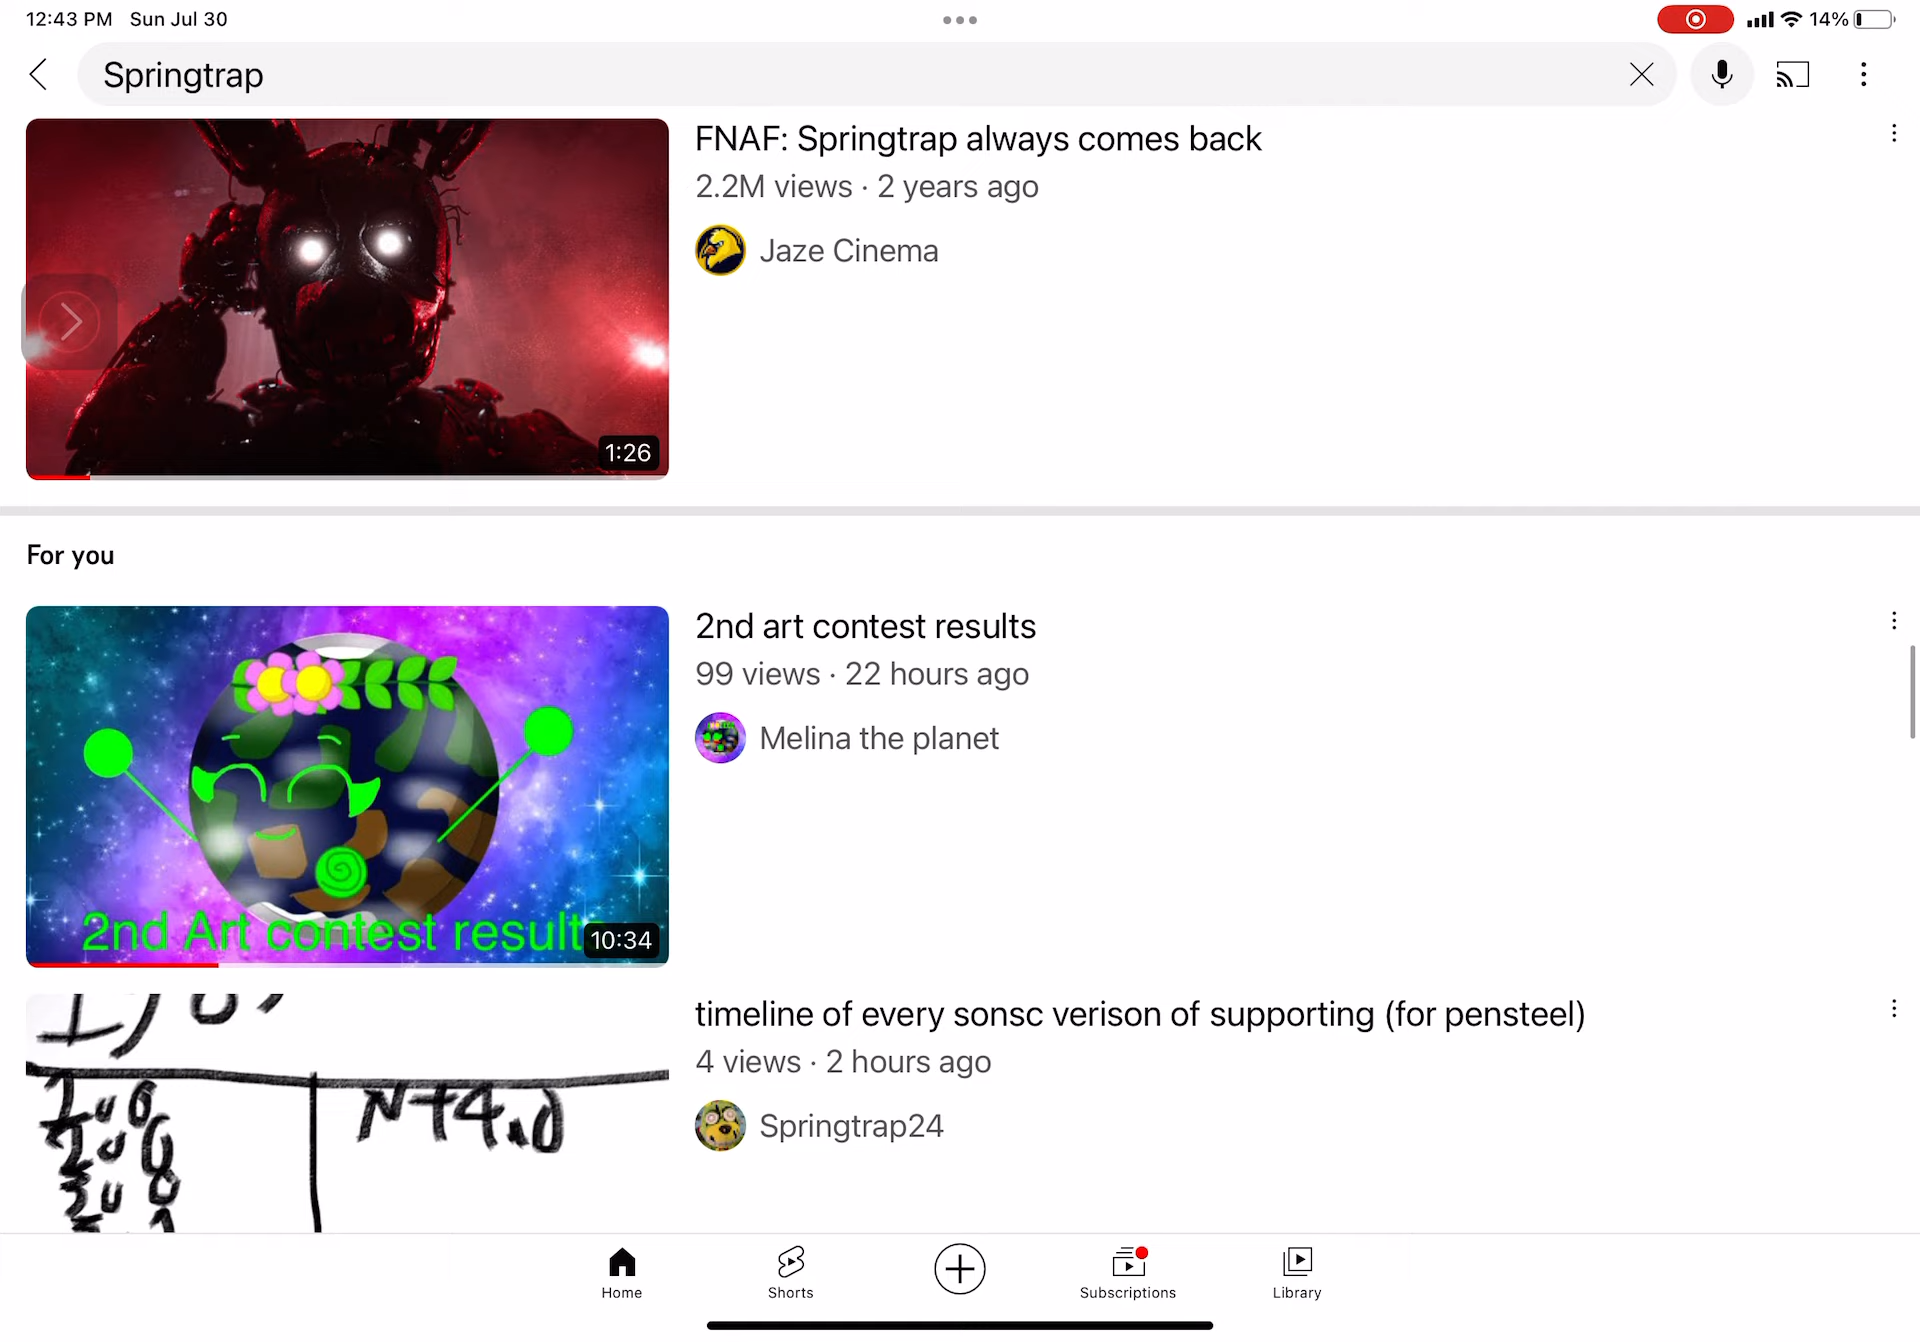 12:43 PM Sun Jul 30
14%
Springtrap
FNAF: Springtrap always comes back
2.2M views · 2 years ago
Jaze Cinema
1:26
For you
2nd art contest results
99 views · 22 hours ago
Melina the planet
2nd Art contest result
10:34
timeline of every sonsc verison of supporting (for pensteel)
4 views · 2 hours ago
Springtrap24
Home
Shorts
Subscriptions
Library